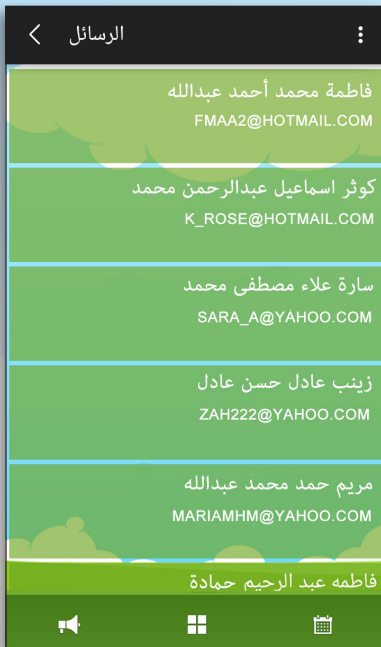 الرسائل
فاطمة محمد أحمد عبدالله
FMAA2@HOTMAIL.COM
كوثر اسماعيل عبدالرحمن محمد
K_ROSE@HOTMAIL.COM
سارة علاء مصطفى محمد
SARA_A@YAHOO.COM
زينب عادل حسن عادل
ZAH222@YAHOO.COM
مريم حمد محمد عبدالله
MARIAMHM@YAHOO.COM
فاطمه عبد الرحيم حمادة